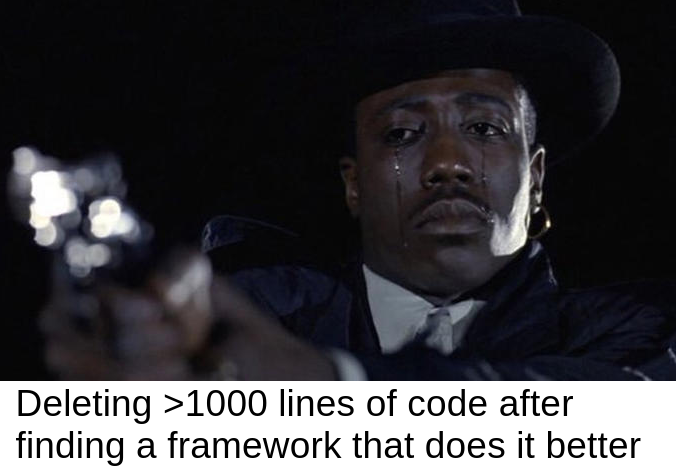 Deleting >1000 lines of code after
finding a framework that does it better